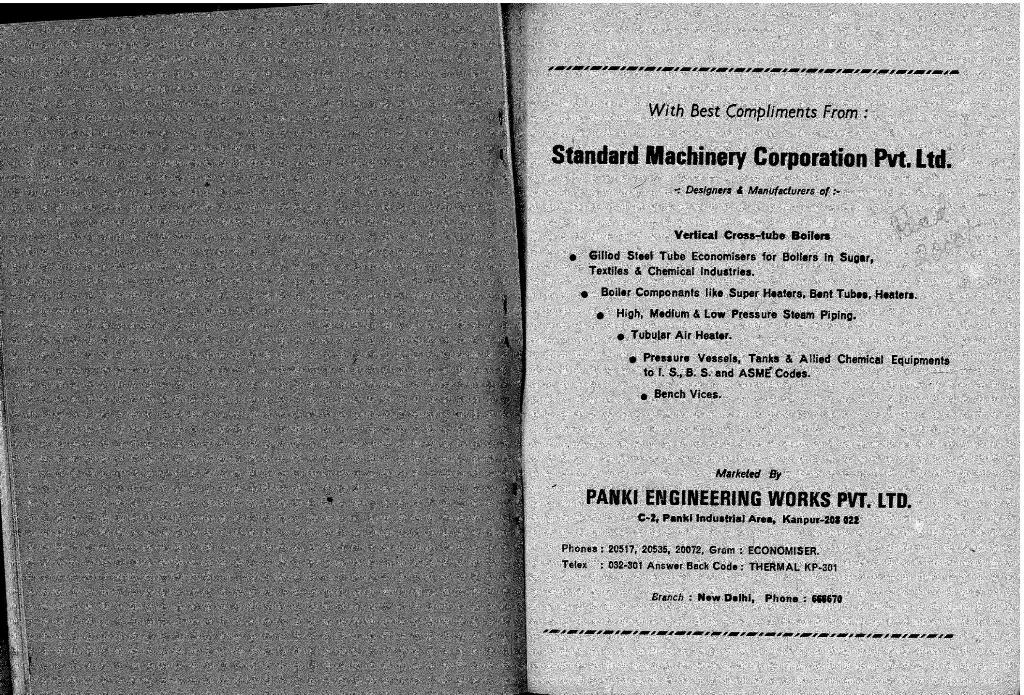 With Best Compliments From :
Standard Machinery Corporation Pvt. Ltd.
-: Designers & Manufacturers of :-
Vertical Cross-tube Boilers
● Gilled Steel Tube Economisers for Boilers in Sugar,
Textiles & Chemical Industries.
● Boiler Componants like Super Heaters, Bent Tubes, Heaters.
● High, Medium & Low Pressure Steam Piping.
● Tubular Air Heater.
● Pressure Vessels, Tanks & Allied Chemical Equipments
to I. S., B. S. and ASME Codes.
● Bench Vices.
Marketed By
PANKI ENGINEERING WORKS PVT. LTD.
C-2, Panki Industrial Area, Kanpur-208 022
Phones : 20517, 20535, 20072, Gram : ECONOMISER.
Telex : 032-301 Answer Back Code : THERMAL KP-301
Branch : New Delhi, Phone :